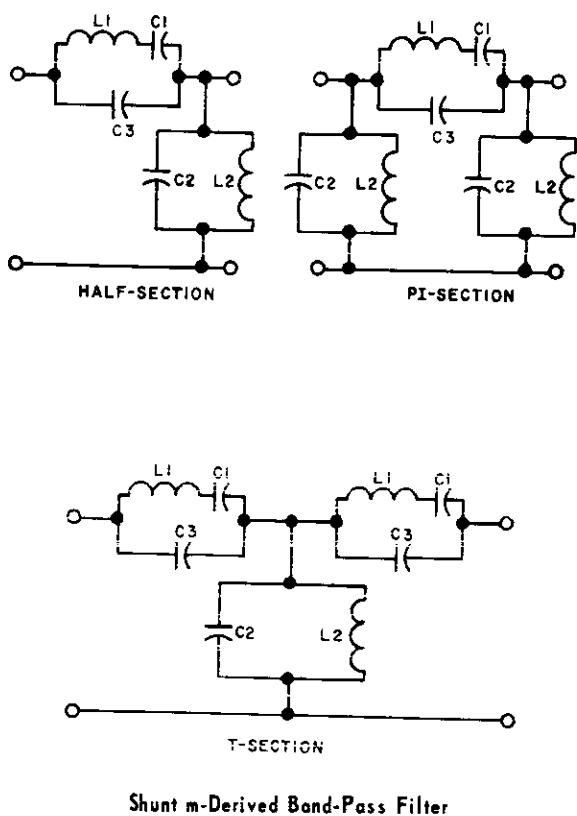 L1 C1
C3
C2 L2
HALF-SECTION
L1 C1
C3
C2 L2
C2 L2
PI-SECTION
L1 C1
C3
L1 C1
C3
C2 L2
T-SECTION
Shunt m-Derived Band-Pass Filter